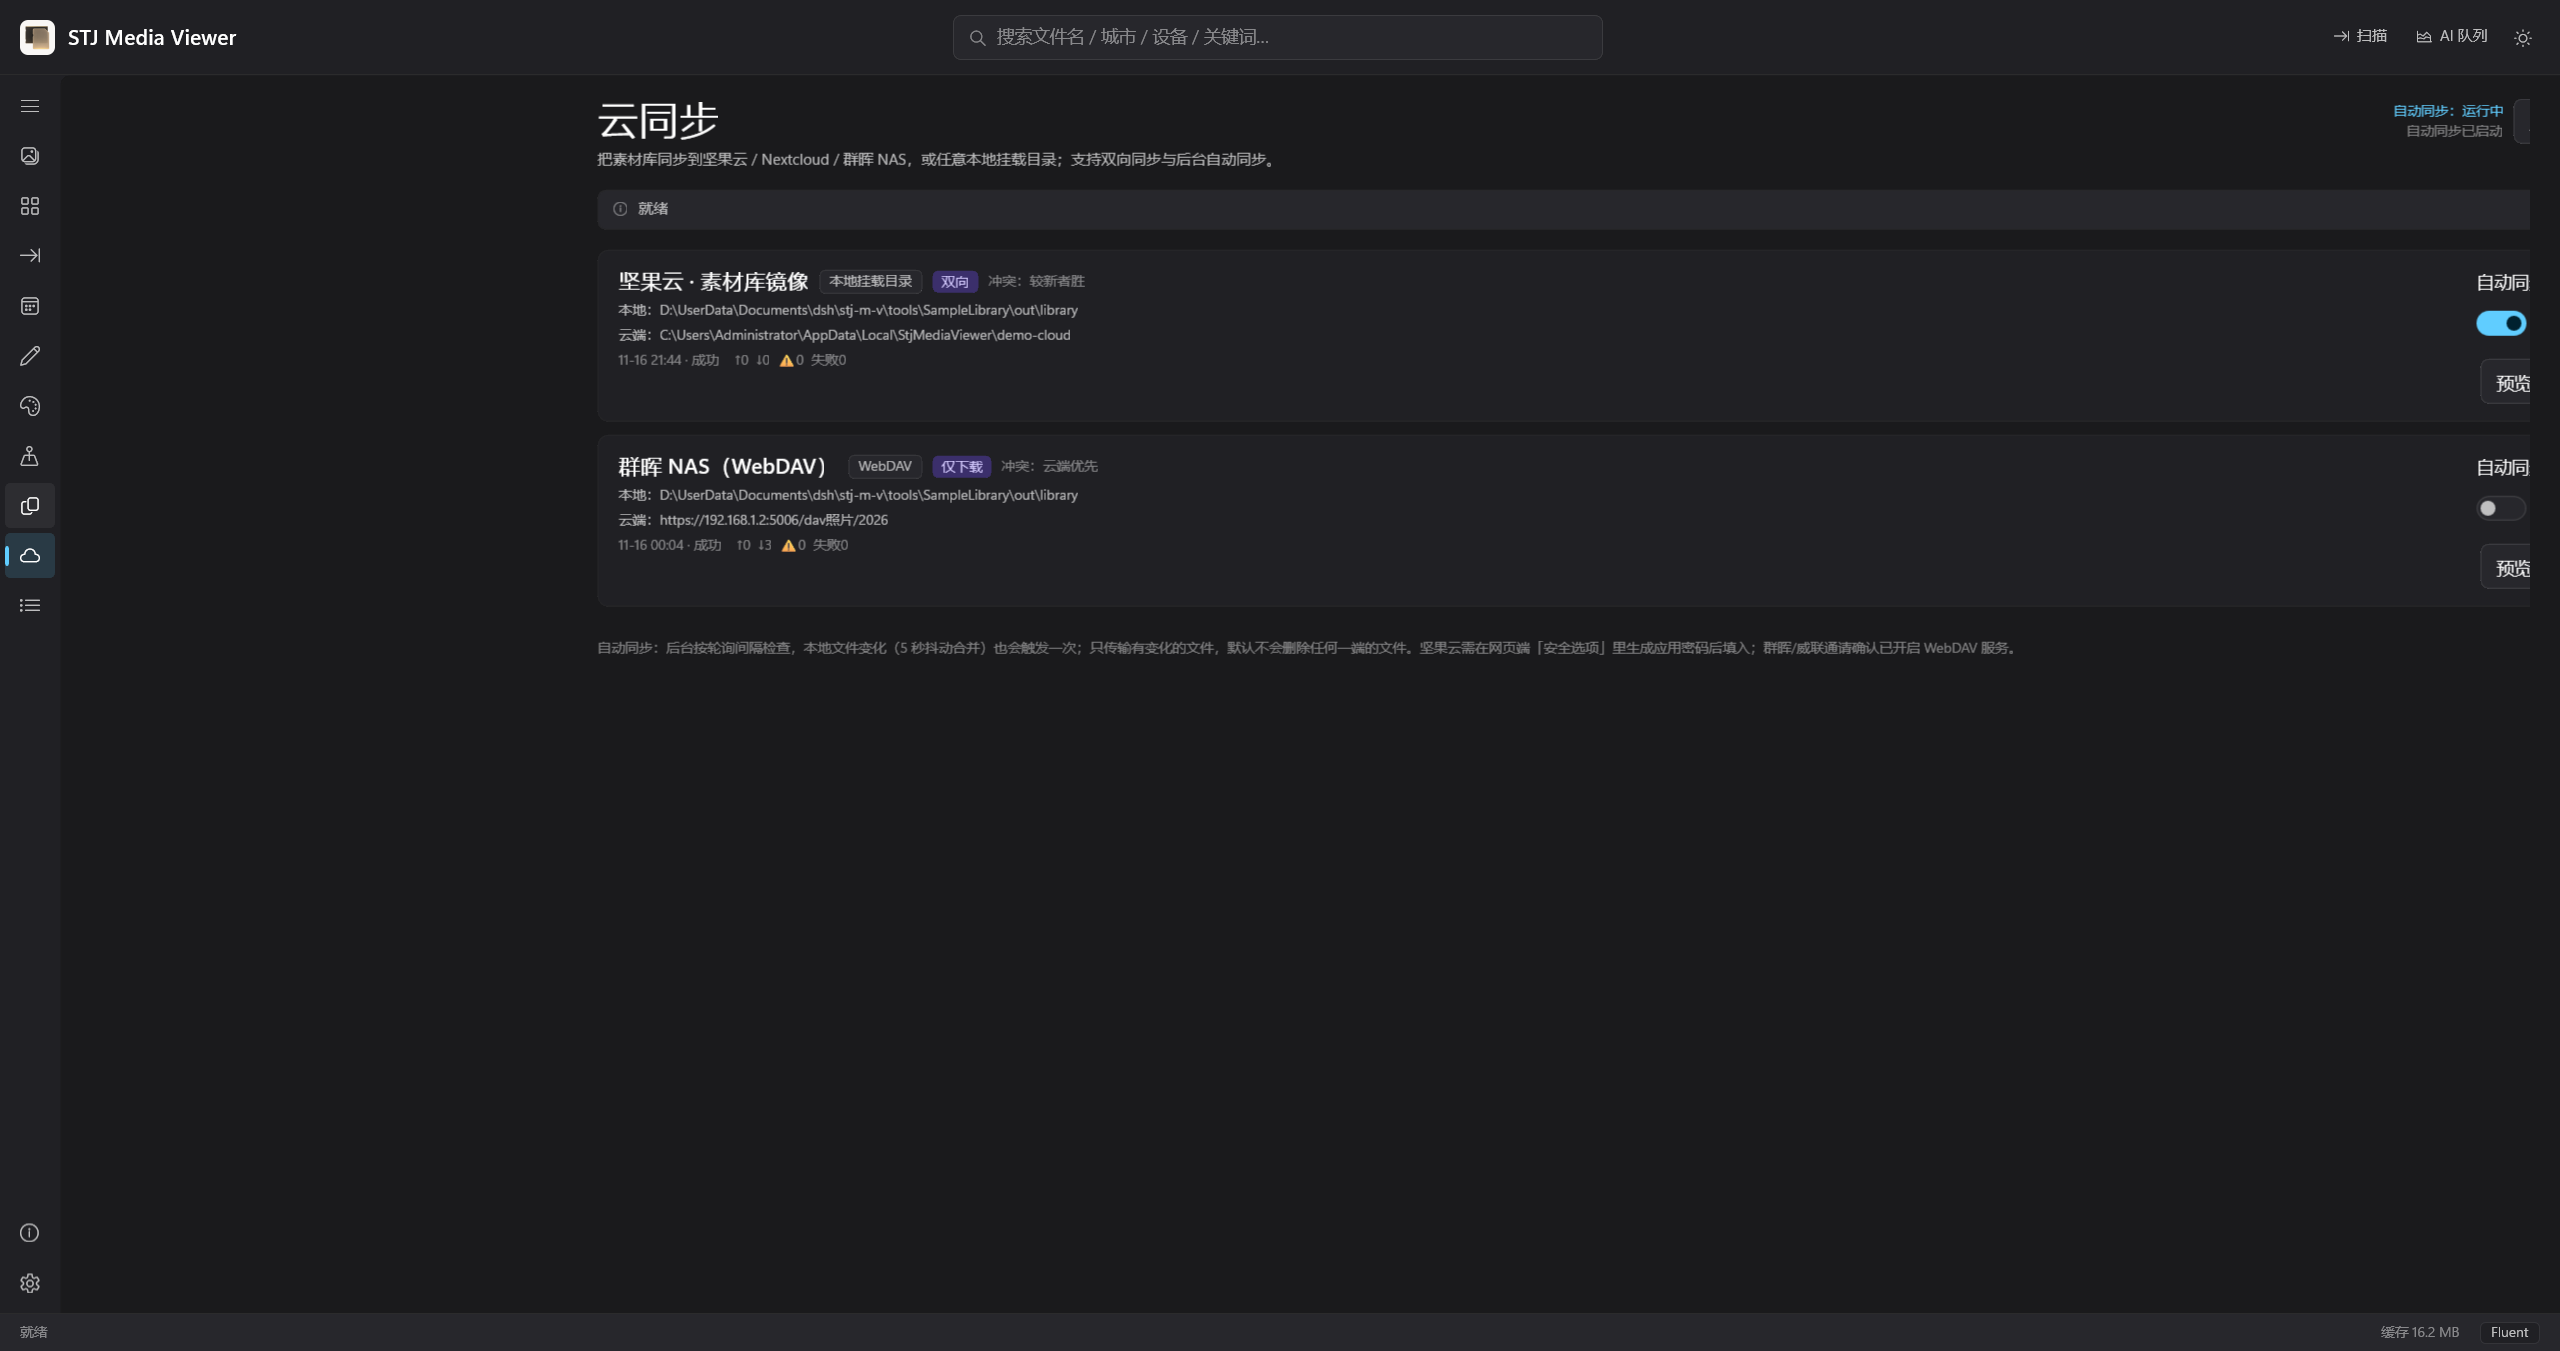 STJ Media Viewer
搜索文件名 / 城市 / 设备 / 关键词...
扫描
AI 队列
云同步
自动同步：运行中
自动同步已启动
把素材库同步到坚果云 / Nextcloud / 群晖 NAS，或任意本地挂载目录；支持双向同步与后台自动同步。
就绪
坚果云 · 素材库镜像 本地挂载目录 双向 冲突：较新者胜
自动同
本地：D:\UserData\Documents\dsh\stj-m-v\tools\SampleLibrary\out\library
云端：C:\Users\Administrator\AppData\Local\StjMediaViewer\demo-cloud
11-16 21:44 · 成功 ↑0 ↓0 ⚠0 失败0
预览
群晖 NAS（WebDAV） WebDAV 仅下载 冲突：云端优先
自动同
本地：D:\UserData\Documents\dsh\stj-m-v\tools\SampleLibrary\out\library
云端：https://192.168.1.2:5006/dav照片/2026
11-16 00:04 · 成功 ↑0 ↓3 ⚠0 失败0
预览
自动同步：后台按轮询间隔检查，本地文件变化（5 秒抖动合并）也会触发一次；只传输有变化的文件，默认不会删除任何一端的文件。坚果云需在网页端「安全选项」里生成应用密码后填入；群晖/威联通请确认已开启 WebDAV 服务。
就绪
缓存 16.2 MB
Fluent